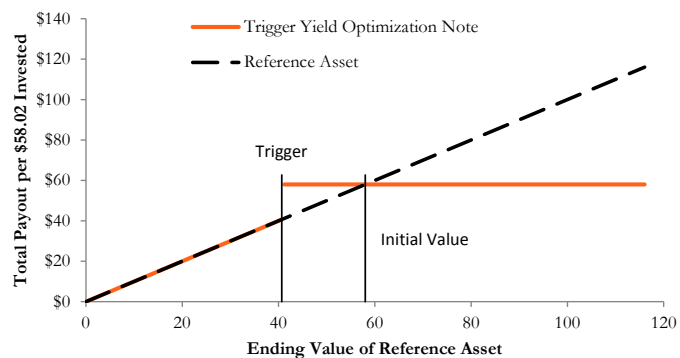 $140
$120
$100
$80
$60
$40
$20
$0
Total Payout per $58.02 Invested
Trigger Yield Optimization Note
Reference Asset
Trigger
Initial Value
0
20
40
60
80
100
120
Ending Value of Reference Asset